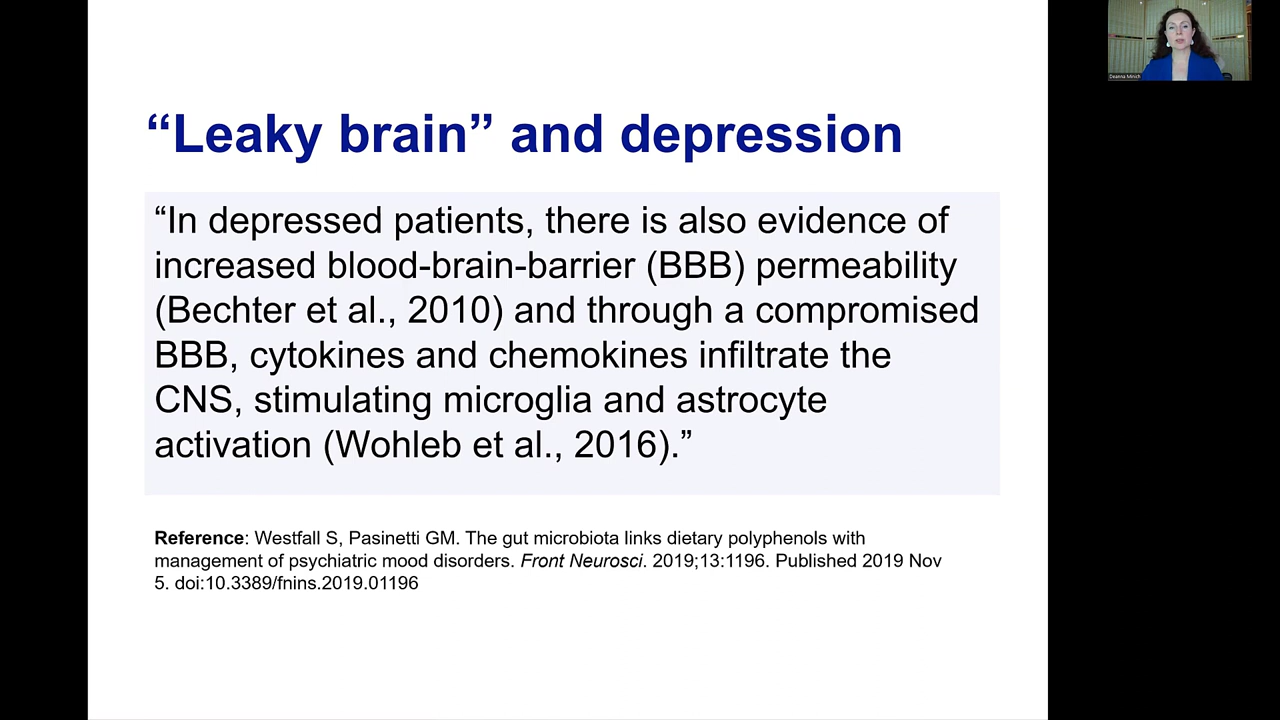 “Leaky brain” and depression
“In depressed patients, there is also evidence of
increased blood-brain-barrier (BBB) permeability
(Bechter et al., 2010) and through a compromised
BBB, cytokines and chemokines infiltrate the
CNS, stimulating microglia and astrocyte
activation (Wohleb et al., 2016).”
Reference: Westfall S, Pasinetti GM. The gut microbiota links dietary polyphenols with
management of psychiatric mood disorders. Front Neurosci. 2019;13:1196. Published 2019 Nov
5. doi:10.3389/fnins.2019.01196
Deanna Minich